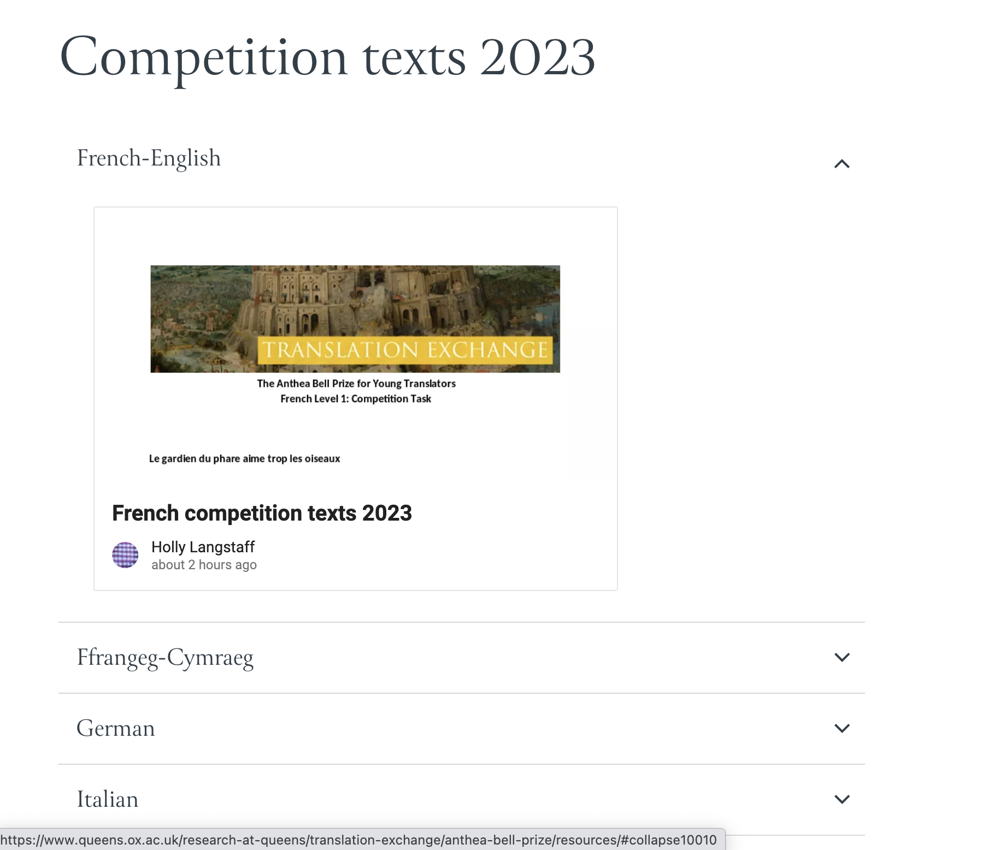 Competition texts 2023
French-English
TRANSLATION EXCHANGE
The Anthea Bell Prize for Young Translators
French Level 1: Competition Task
Le gardien du phare aime trop les oiseaux
French competition texts 2023
Holly Langstaff
about 2 hours ago
Ffrangeg-Cymraeg
German
Italian
https://www.queens.ox.ac.uk/research-at-queens/translation-exchange/anthea-bell-prize/resources/#collapse10010